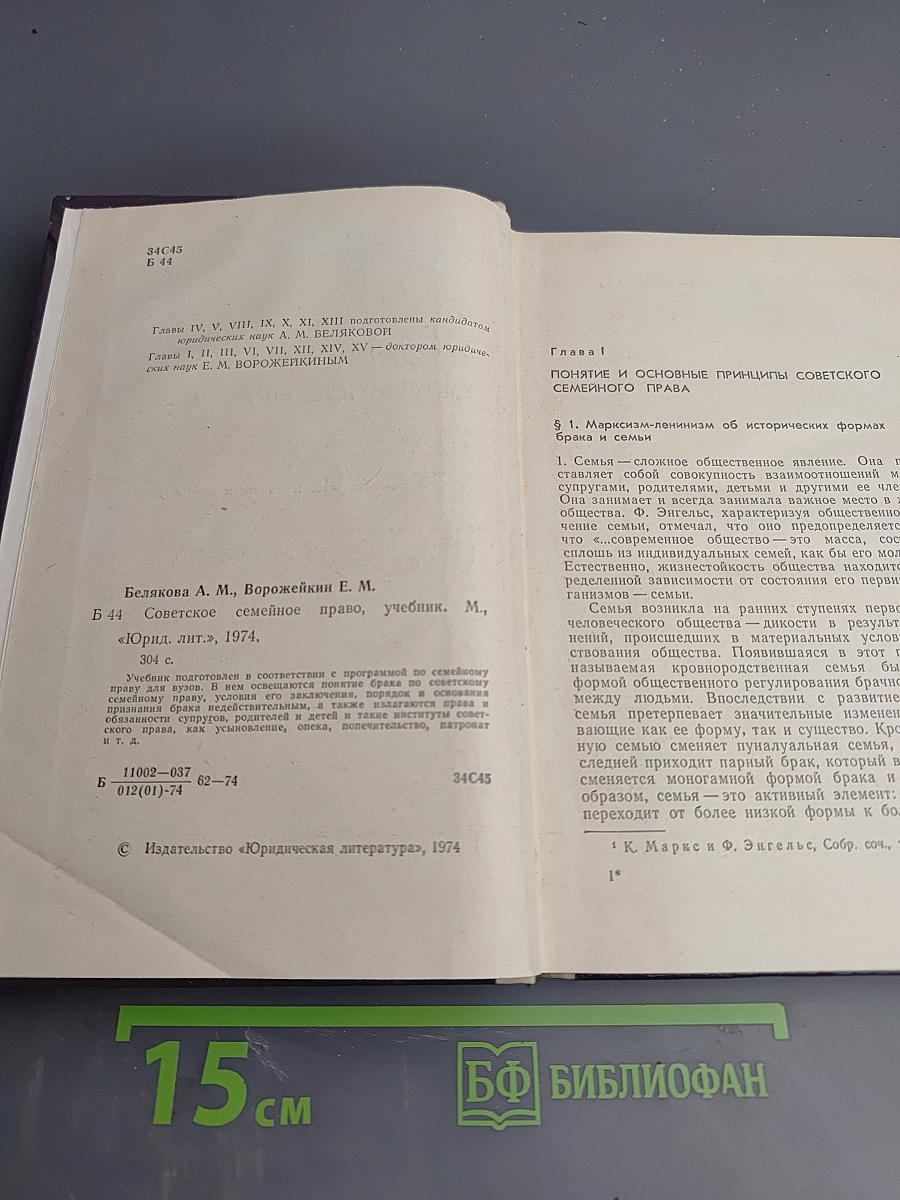 34С45
Б 44
Главы IV, V, VIII, IX, X, XI, XIII подготовлены кандидатом
юридических наук А. М. БЕЛЯКОВОЙ
Главы I, II, III, VI, VII, XII, XIV, XV — доктором юридиче-
ских наук Е. М. ВОРОЖЕЙКИНЫМ
Белякова А. М., Ворожейкин Е. М.
Б 44 Советское семейное право, учебник. М.,
«Юрид. лит.», 1974.
304 с.
Учебник подготовлен в соответствии с программой по семейному
праву для вузов. В нем освещаются понятие брака по советскому
семейному праву, условия его заключения, порядок и основания
признания брака недействительным, а также излагаются права и
обязанности супругов, родителей и детей и такие институты совет-
ского права, как усыновление, опека, попечительство, патронат
и т. д.
Б 11002—037
012(01)-74 62—74 34С45
© Издательство «Юридическая литература», 1974
Глава I
ПОНЯТИЕ И ОСНОВНЫЕ ПРИНЦИПЫ СОВЕТСКОГО
СЕМЕЙНОГО ПРАВА
§ 1. Марксизм-ленинизм об исторических формах
брака и семьи
1. Семья — сложное общественное явление. Она п
ставляет собой совокупность взаимоотношений м
супругами, родителями, детьми и другими ее чле
Она занимает и всегда занимала важное место в ж
общества. Ф. Энгельс, характеризуя общественно
чение семьи, отмечал, что оно предопределяетс
что «...современное общество — это масса, сос
сплошь из индивидуальных семей, как бы его мол
Естественно, жизнестойкость общества находитс
ределенной зависимости от состояния его перви
ганизмов — семьи.
Семья возникла на ранних ступенях перво
человеческого общества — дикости в результ
нений, происшедших в материальных услов
ствования общества. Появившаяся в этот п
называемая кровнородственная семья бы
формой общественного регулирования брачно
между людьми. Впоследствии с развитие
семья претерпевает значительные изменен
вающие как ее форму, так и существо. Кро
ную семью сменяет пуналуальная семья,
следней приходит парный брак, который в
сменяется моногамной формой брака и
образом, семья — это активный элемент:
переходит от более низкой формы к бо
¹ К. Маркс и Ф. Энгельс, Собр. соч.,
1*
15 см
БФ БИБЛИОФАН